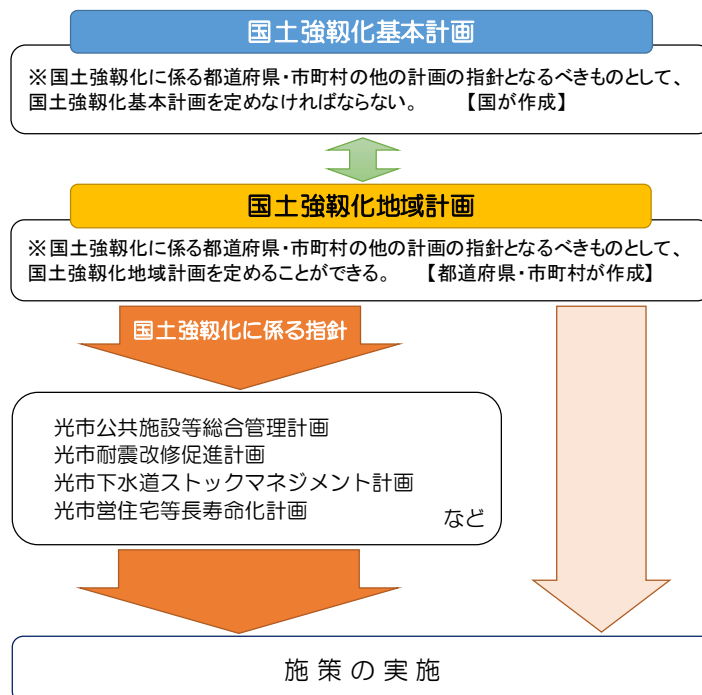 国土強靱化基本計画
※国土強靱化に係る都道府県・市町村の他の計画の指針となるべきものとして、
国土強靱化基本計画を定めなければならない。　【国が作成】
国土強靱化地域計画
※国土強靱化に係る都道府県・市町村の他の計画の指針となるべきものとして、
国土強靱化地域計画を定めることができる。　【都道府県・市町村が作成】
国土強靱化に係る指針
光市公共施設等総合管理計画
光市耐震改修促進計画
光市下水道ストックマネジメント計画
光市営住宅等長寿命化計画
など
施策の実施